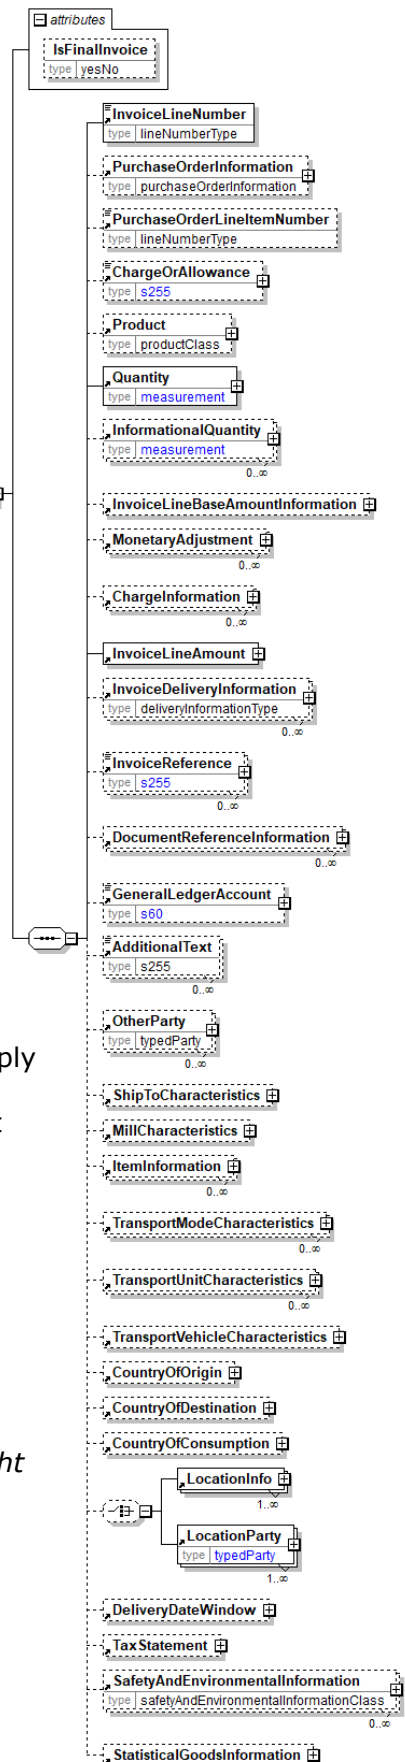 attributes
IsFinalInvoice
type yesNo
InvoiceLineNumber
type lineNumberType
PurchaseOrderInformation
type purchaseOrderInformation
PurchaseOrderLineItemNumber
type lineNumberType
ChargeOrAllowance
type s255
Product
type productClass
Quantity
type measurement
InformationalQuantity
type measurement
0..∞
InvoiceLineBaseAmountInformation
MonetaryAdjustment
0..∞
ChargeInformation
0..∞
InvoiceLineAmount
InvoiceDeliveryInformation
type deliveryInformationType
0..∞
InvoiceReference
type s255
0..∞
DocumentReferenceInformation
0..∞
GeneralLedgerAccount
type s60
AdditionalText
type s255
0..∞
OtherParty
type typedParty
0..∞
ply
ShipToCharacteristics
MillCharacteristics
ItemInformation
0..∞
TransportModeCharacteristics
0..∞
TransportUnitCharacteristics
0..∞
TransportVehicleCharacteristics
CountryOfOrigin
CountryOfDestination
CountryOfConsumption
ht
LocationInfo
1..∞
LocationParty
type typedParty
1..∞
DeliveryDateWindow
TaxStatement
SafetyAndEnvironmentalInformation
type safetyAndEnvironmentalInformationClass
0..∞
StatisticalGoodsInformation